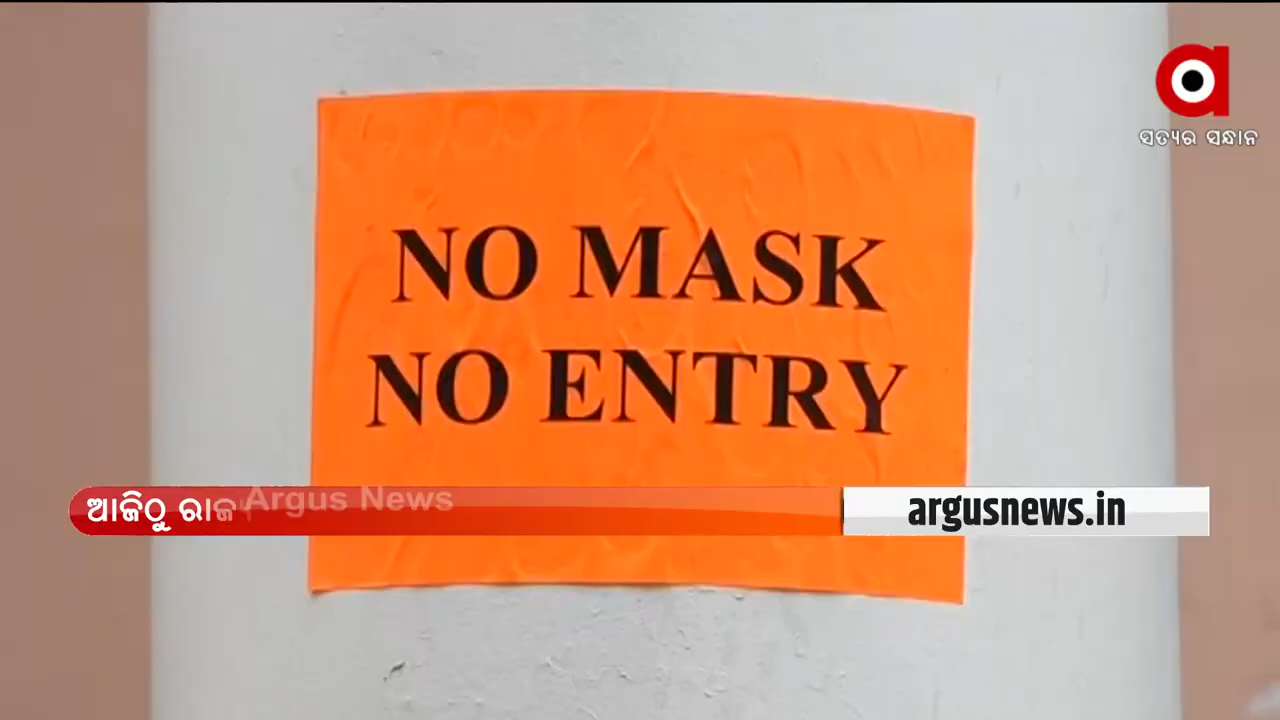 ସତ୍ୟର ସନ୍ଧାନ
NO MASK
NO ENTRY
ଆଜିଠୁ ରାଜ
Argus News
argusnews.in